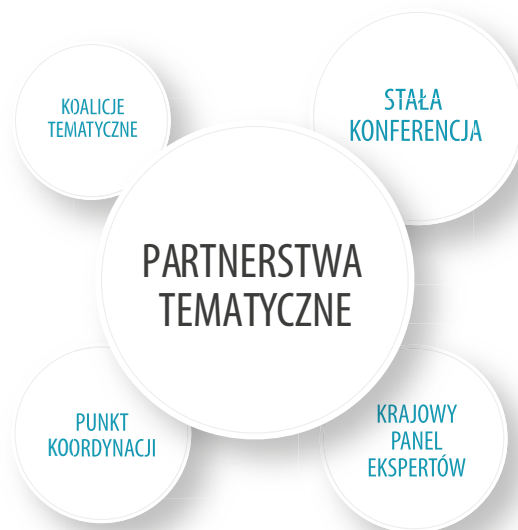 KOALICJE
TEMATYCZNE
STAŁA
KONFERENCJA
PARTNERSTWA
TEMATYCZNE
PUNKT
KOORDYNACJI
KRAJOWY
PANEL
EKSPERTÓW